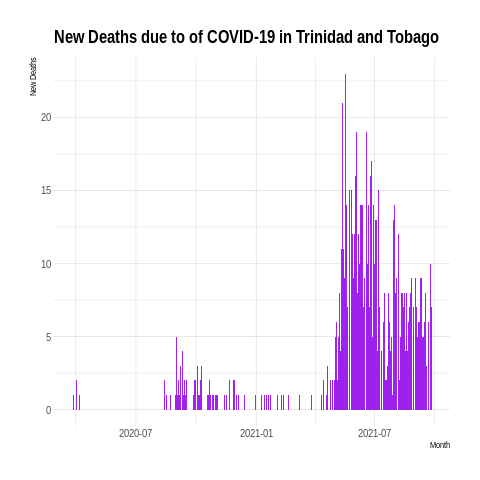 New Deaths due to of COVID-19 in Trinidad and Tobago
New Deaths
20
15
10
5
0
2020-07 2021-01 2021-07
Month